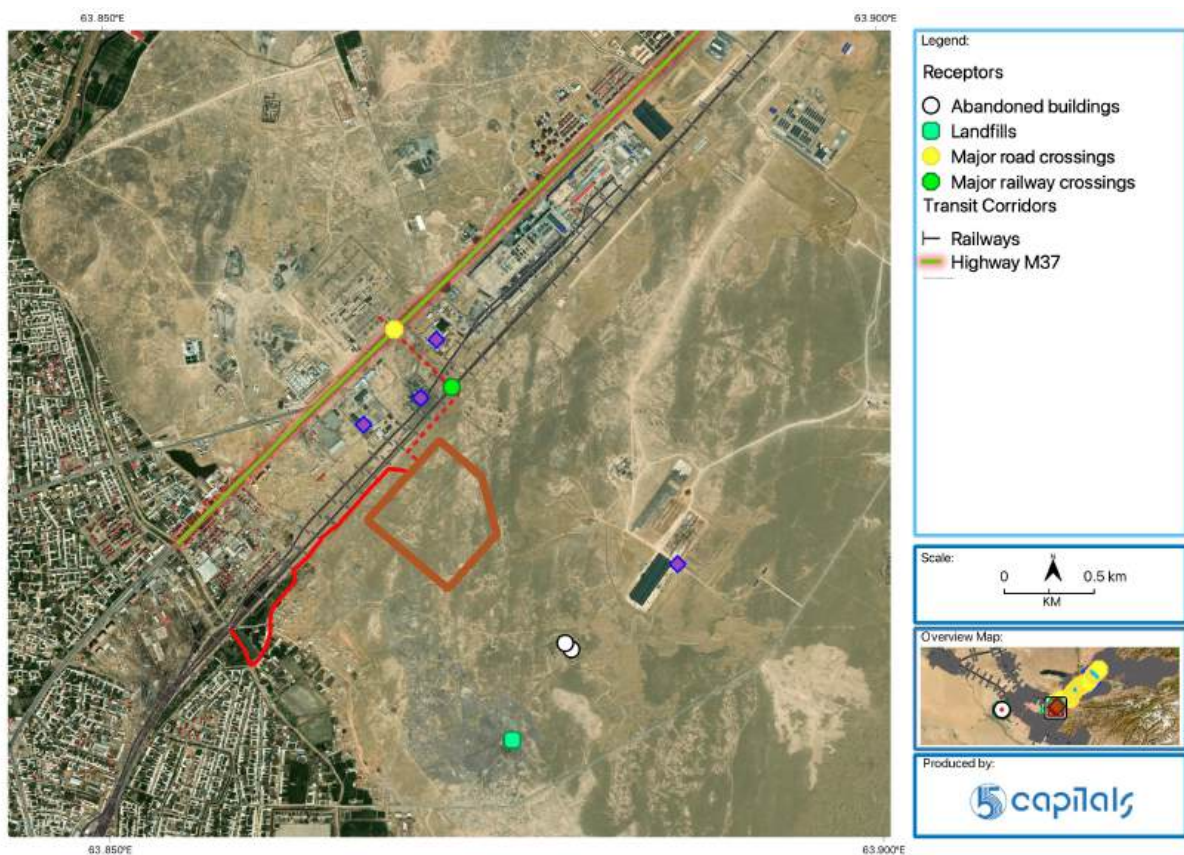 63.850°E
63.900°E
Legend:
Receptors
Abandoned buildings
Landfills
Major road crossings
Major railway crossings
Transit Corridors
Railways
Highway M37
Scale:
N
0 0.5 km
KM
Overview Map:
Produced by:
5 capitals
63.850°E
63.900°E